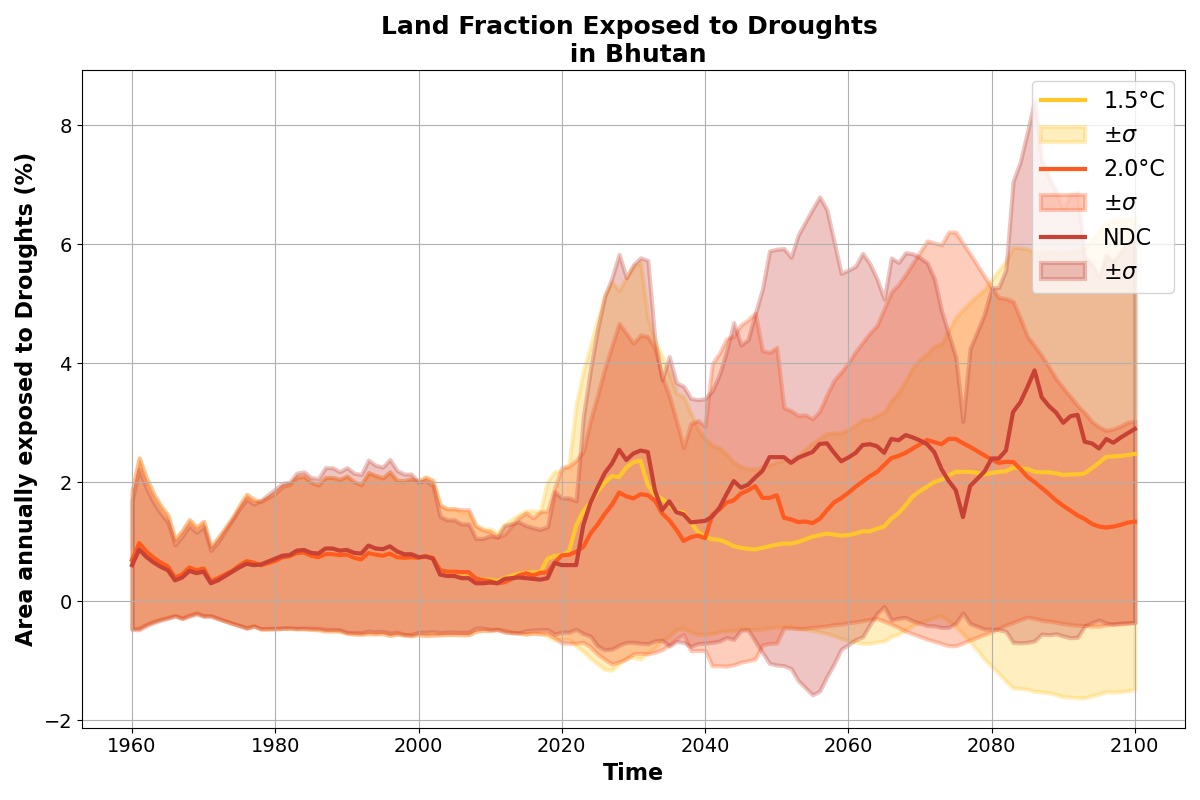 Land Fraction Exposed to Droughts
in Bhutan
Area annually exposed to Droughts (%)
8
6
4
2
0
−2
1960
1980
2000
2020
2040
2060
2080
2100
Time
1.5°C
±σ
2.0°C
±σ
NDC
±σ